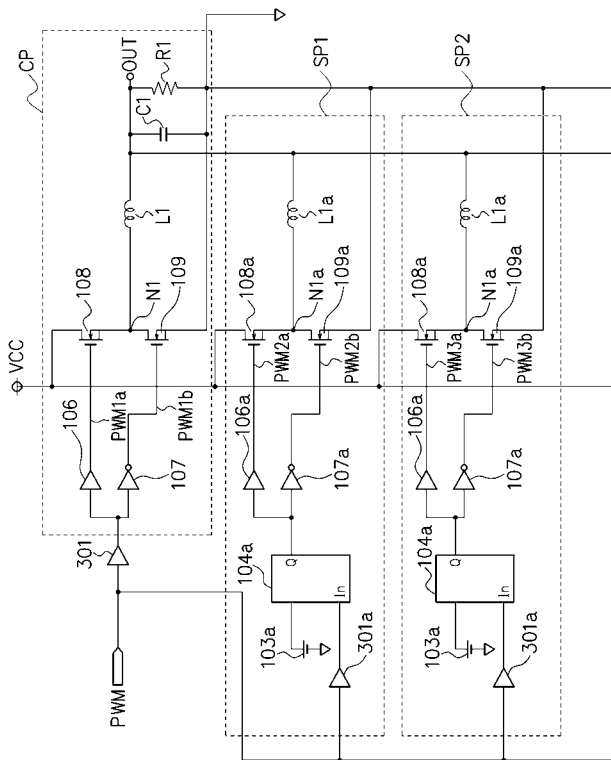 CP
VCC
OUT
108
N1
109
L1
C1
R1
106
PWM1a
PWM1b
107
301
PWM
SP1
108a
N1a
109a
L1a
PWM2a
PWM2b
106a
107a
104a
Q
In
103a
301a
SP2
108a
N1a
109a
L1a
PWM3a
PWM3b
106a
107a
104a
Q
In
103a
301a